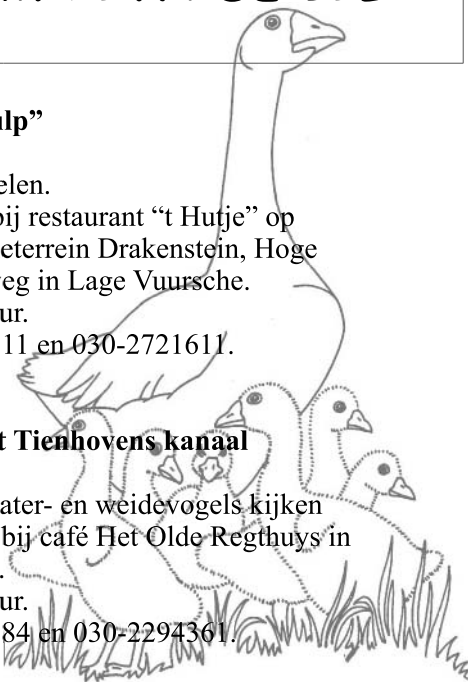 ulp”
elen.
bij restaurant “t Hutje” op
eterrein Drakenstein, Hoge
eg in Lage Vuursche.
ur.
11 en 030-2721611.
t Tienhovens kanaal
ater- en weidevogels kijken
bij café Het Olde Regthuys in
.
ur.
84 en 030-2294361.